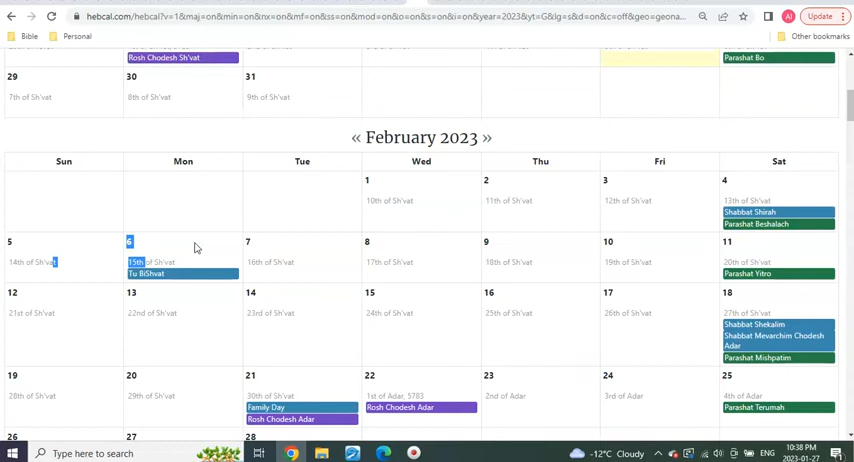 hebcal.com/hebcal?v=1&maj=on&min=on&nx=on&mf=on&ss=on&mod=on&o=on&s=on&i=on&year=2023&yt=G&lg=s&d=on&c=off&geo=geona...
AI
Update
Bible
Personal
Other bookmarks
Rosh Chodesh Sh'vat
Parashat Bo
29 30 31
7th of Sh'vat 8th of Sh'vat 9th of Sh'vat
« February 2023 »
Sun Mon Tue Wed Thu Fri Sat
1 2 3 4
10th of Sh'vat 11th of Sh'vat 12th of Sh'vat 13th of Sh'vat
Shabbat Shirah
Parashat Beshalach
5 6 7 8 9 10 11
14th of Sh'vat 15th of Sh'vat 16th of Sh'vat 17th of Sh'vat 18th of Sh'vat 19th of Sh'vat 20th of Sh'vat
Tu BiShvat Parashat Yitro
12 13 14 15 16 17 18
21st of Sh'vat 22nd of Sh'vat 23rd of Sh'vat 24th of Sh'vat 25th of Sh'vat 26th of Sh'vat 27th of Sh'vat
Shabbat Shekalim
Shabbat Mevarchim Chodesh
Adar
Parashat Mishpatim
19 20 21 22 23 24 25
28th of Sh'vat 29th of Sh'vat 30th of Sh'vat 1st of Adar, 5783 2nd of Adar 3rd of Adar 4th of Adar
Family Day Rosh Chodesh Adar Parashat Terumah
Rosh Chodesh Adar
26 27 28
Type here to search
-12°C Cloudy
ENG
10:38 PM
2023-01-27